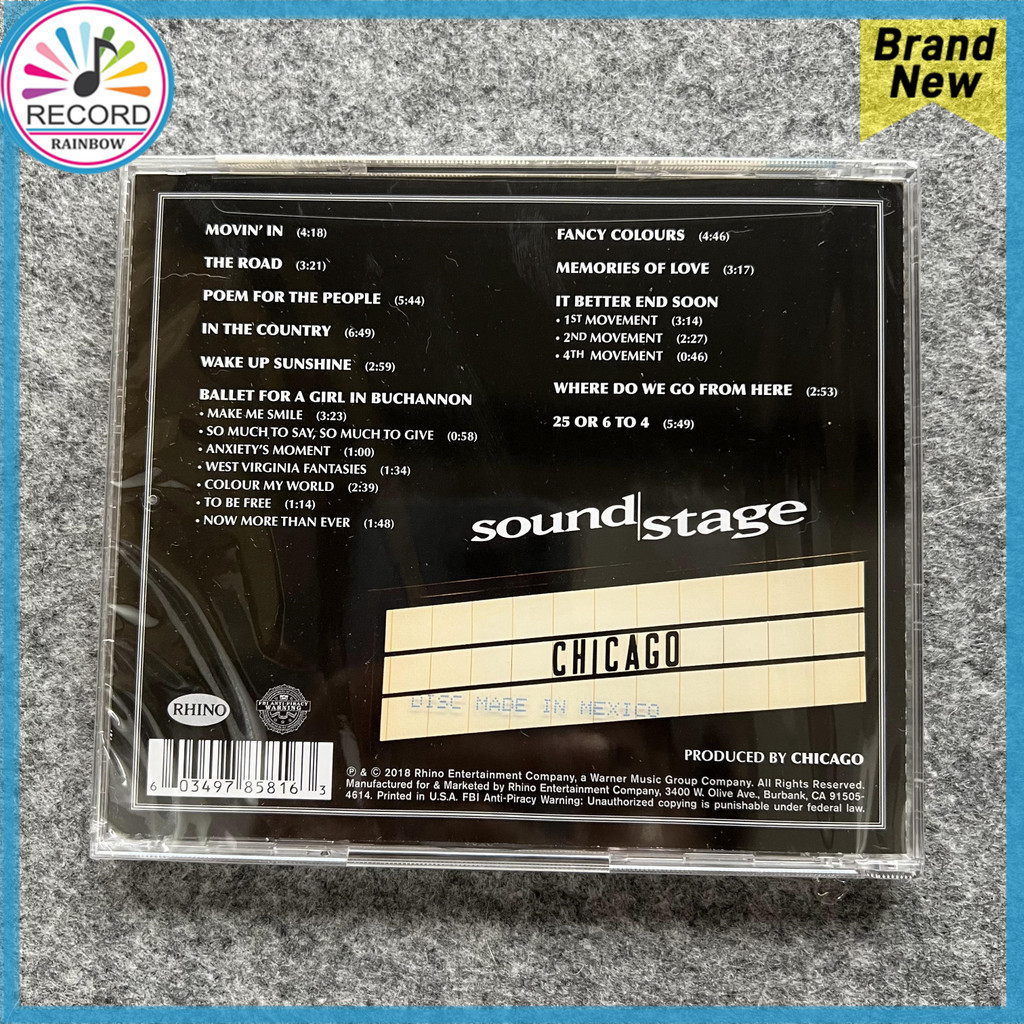 RECORD
RAINBOW
Brand
New
MOVIN' IN (4:18)
THE ROAD (3:21)
POEM FOR THE PEOPLE (5:44)
IN THE COUNTRY (6:49)
WAKE UP SUNSHINE (2:59)
BALLET FOR A GIRL IN BUCHANNON
• MAKE ME SMILE (3:23)
• SO MUCH TO SAY, SO MUCH TO GIVE (0:58)
• ANXIETY'S MOMENT (1:00)
• WEST VIRGINIA FANTASIES (1:34)
• COLOUR MY WORLD (2:39)
• TO BE FREE (1:14)
• NOW MORE THAN EVER (1:48)
FANCY COLOURS (4:46)
MEMORIES OF LOVE (3:17)
IT BETTER END SOON
• 1ST MOVEMENT (3:14)
• 2ND MOVEMENT (2:27)
• 4TH MOVEMENT (0:46)
WHERE DO WE GO FROM HERE (2:53)
25 OR 6 TO 4 (5:49)
sound|stage
CHICAGO
DISC MADE IN MEXICO
RHINO
FBI ANTI-PIRACY
WARNING
PRODUCED BY CHICAGO
6 03497 85816 3
℗ & © 2018 Rhino Entertainment Company, a Warner Music Group Company. All Rights Reserved.
Manufactured for & Marketed by Rhino Entertainment Company, 3400 W. Olive Ave., Burbank, CA 91505-
4614. Printed in U.S.A. FBI Anti-Piracy Warning: Unauthorized copying is punishable under federal law.